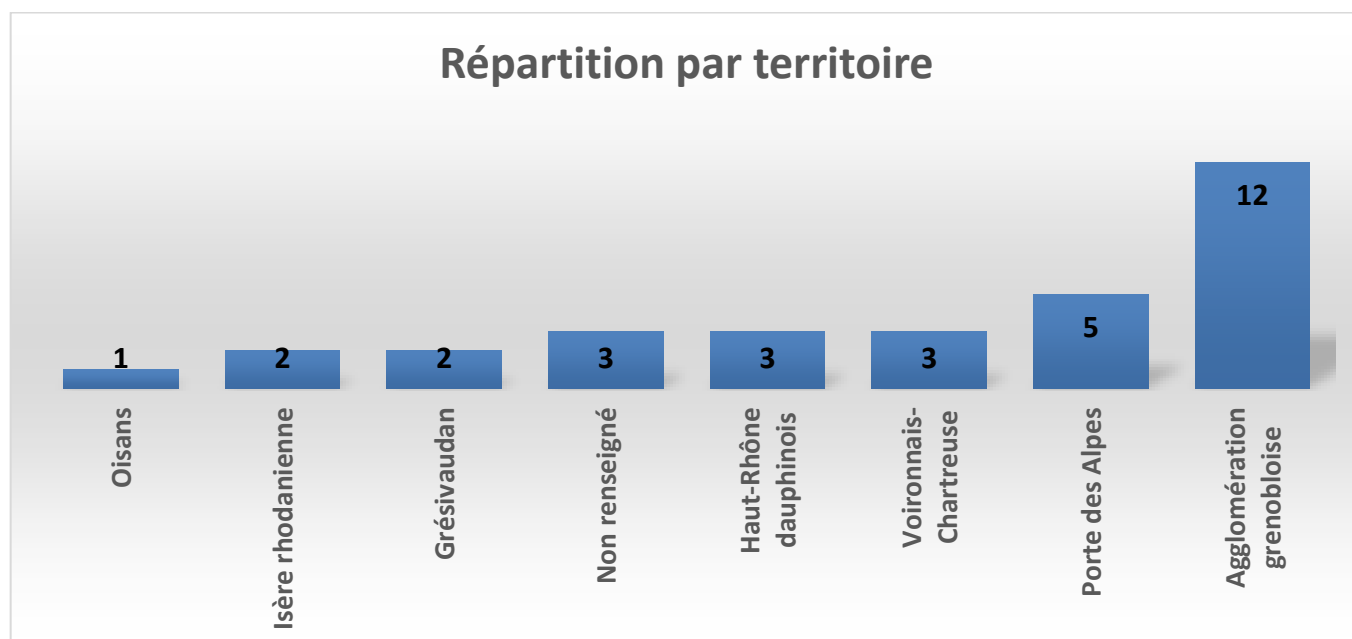 Répartition par territoire
1
2
2
3
3
3
5
12
Oisans
Isère rhodanienne
Grésivaudan
Non renseigné
Haut-Rhône
dauphinois
Voironnais-
Chartreuse
Porte des Alpes
Agglomération
grenobloise